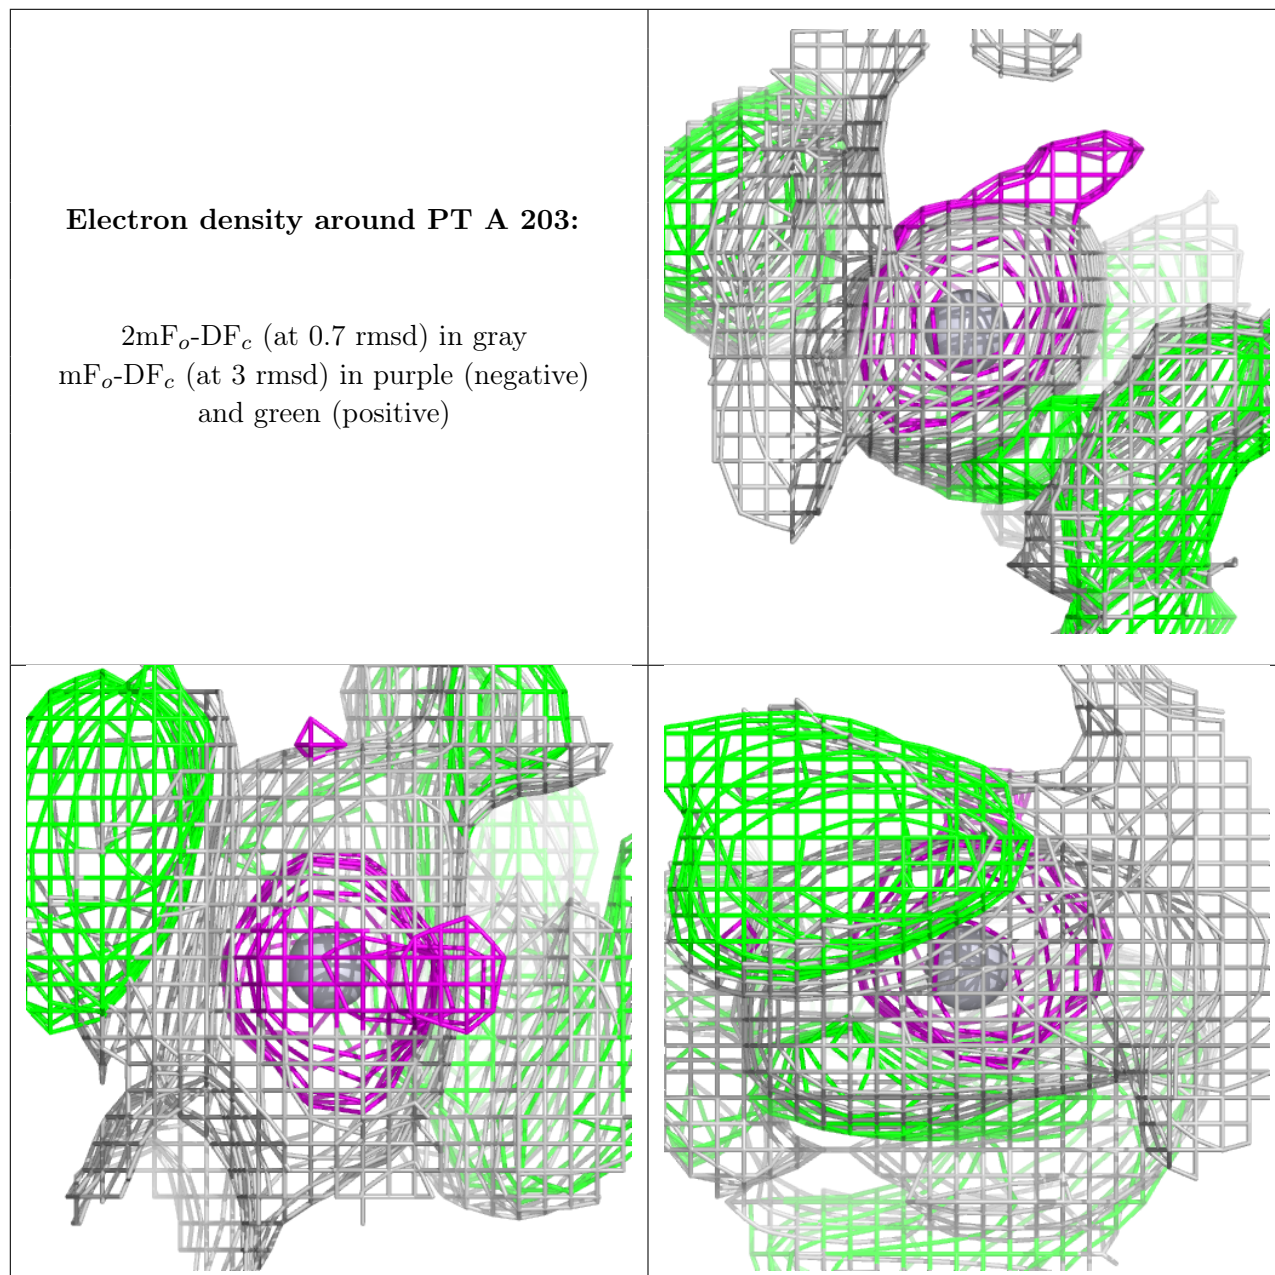 Electron density around PT A 203:
2mFo-DFc (at 0.7 rmsd) in gray
mFo-DFc (at 3 rmsd) in purple (negative)
and green (positive)